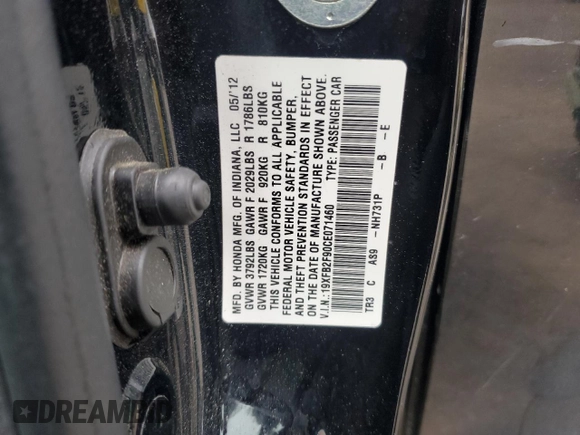 MFD. BY HONDA MFG. OF INDIANA, LLC 05/'12
GVWR 3792LBS GAWR F 2029LBS R 1786LBS
GVWR 1720KG GAWR F 920KG R 810KG
THIS VEHICLE CONFORMS TO ALL APPLICABLE
FEDERAL MOTOR VEHICLE SAFETY, BUMPER,
AND THEFT PREVENTION STANDARDS IN EFFECT
ON THE DATE OF MANUFACTURE SHOWN ABOVE.
V.I.N.:19XFB2F90CE071460 TYPE: PASSENGER CAR
TR3 C AS9 -NH731P -B -E
DREAMBID